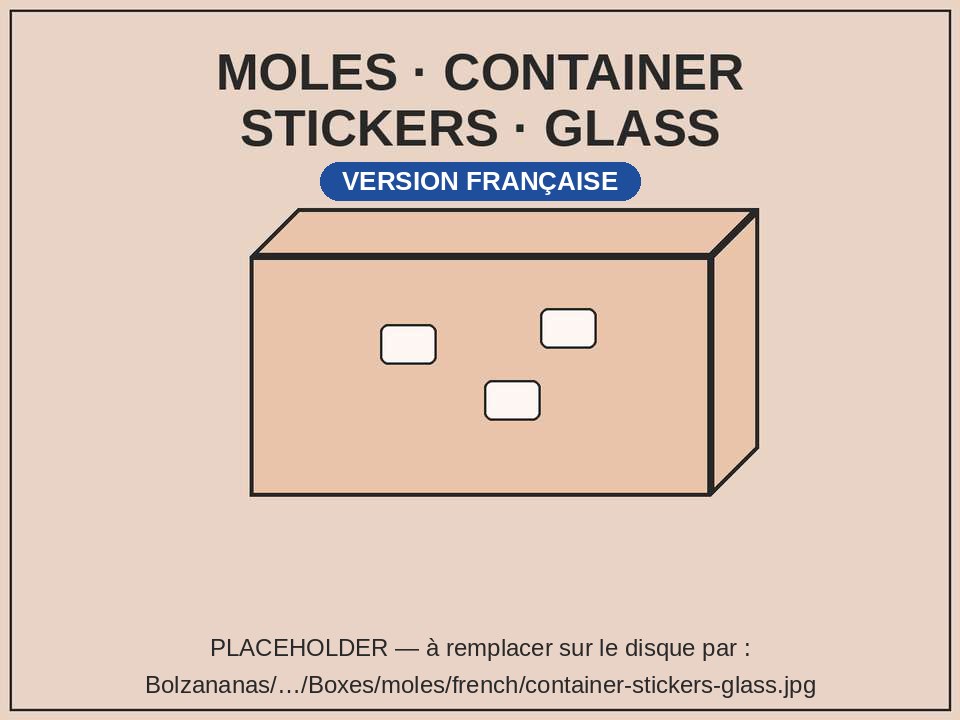 MOLES · CONTAINER
STICKERS · GLASS
VERSION FRANÇAISE
PLACEHOLDER — à remplacer sur le disque par :
Bolzananas/…/Boxes/moles/french/container-stickers-glass.jpg